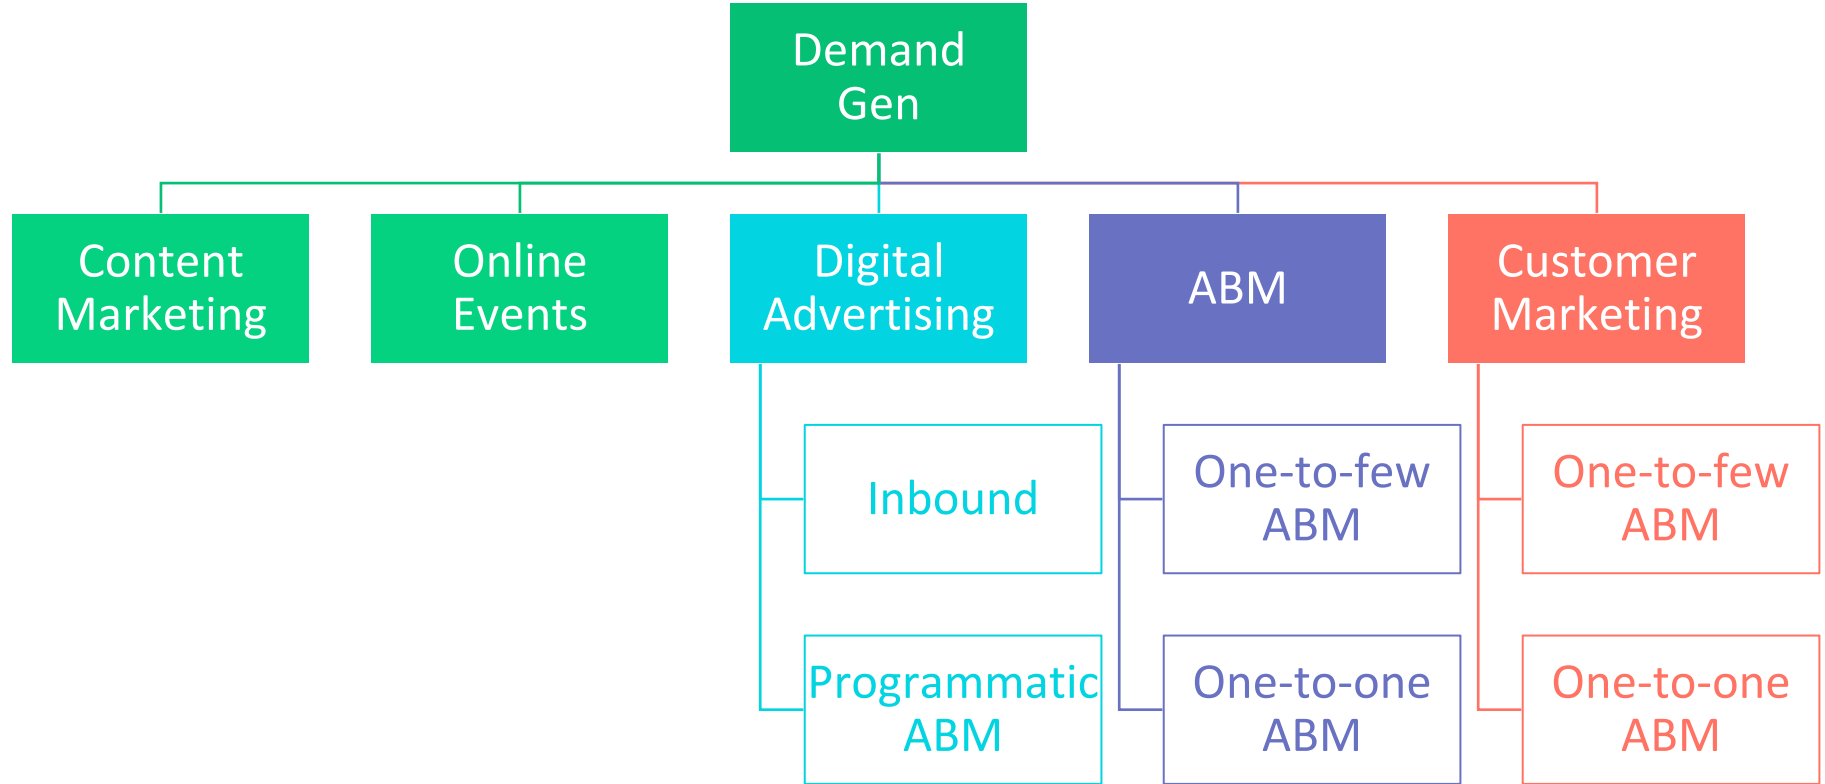 Demand
Gen
Content
Marketing
Online
Events
Digital
Advertising
ABM
Customer
Marketing
Inbound
One-to-few
ABM
One-to-few
ABM
Programmatic
ABM
One-to-one
ABM
One-to-one
ABM